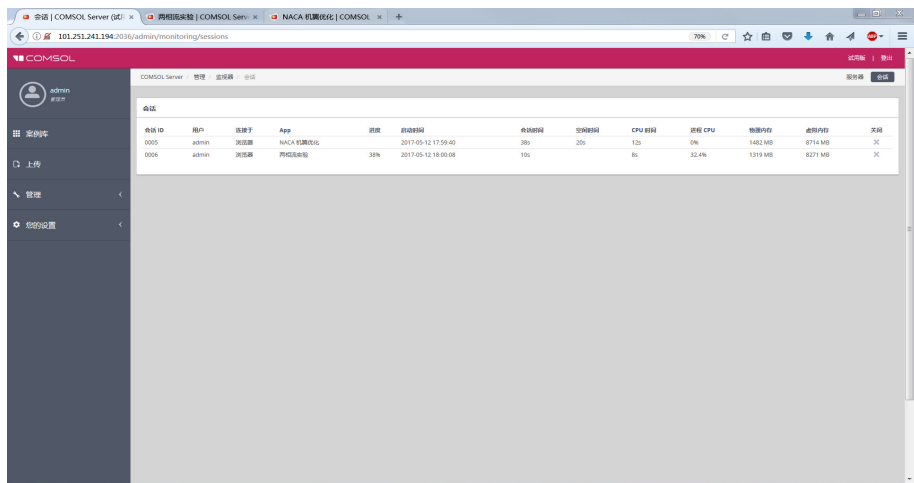 会话 | COMSOL Server (试用 × 两相流实验 | COMSOL Serve × NACA 机翼优化 | COMSOL × +
101.251.241.194:2036/admin/monitoring/sessions 70%
COMSOL 试用版 | 登出
admin
管理员
COMSOL Server / 管理 / 监视器 / 会话 服务器 会话
会话
案例库
上传
管理
您的设置
会话 ID 用户 连接于 App 进度 启动时间 会话时间 空闲时间 CPU 时间 进程 CPU 物理内存 虚拟内存 关闭
0005 admin 浏览器 NACA 机翼优化 2017-05-12 17:59:40 38s 20s 12s 0% 1482 MB 8714 MB
0006 admin 浏览器 两相流实验 38% 2017-05-12 18:00:08 10s 8s 32.4% 1319 MB 8271 MB